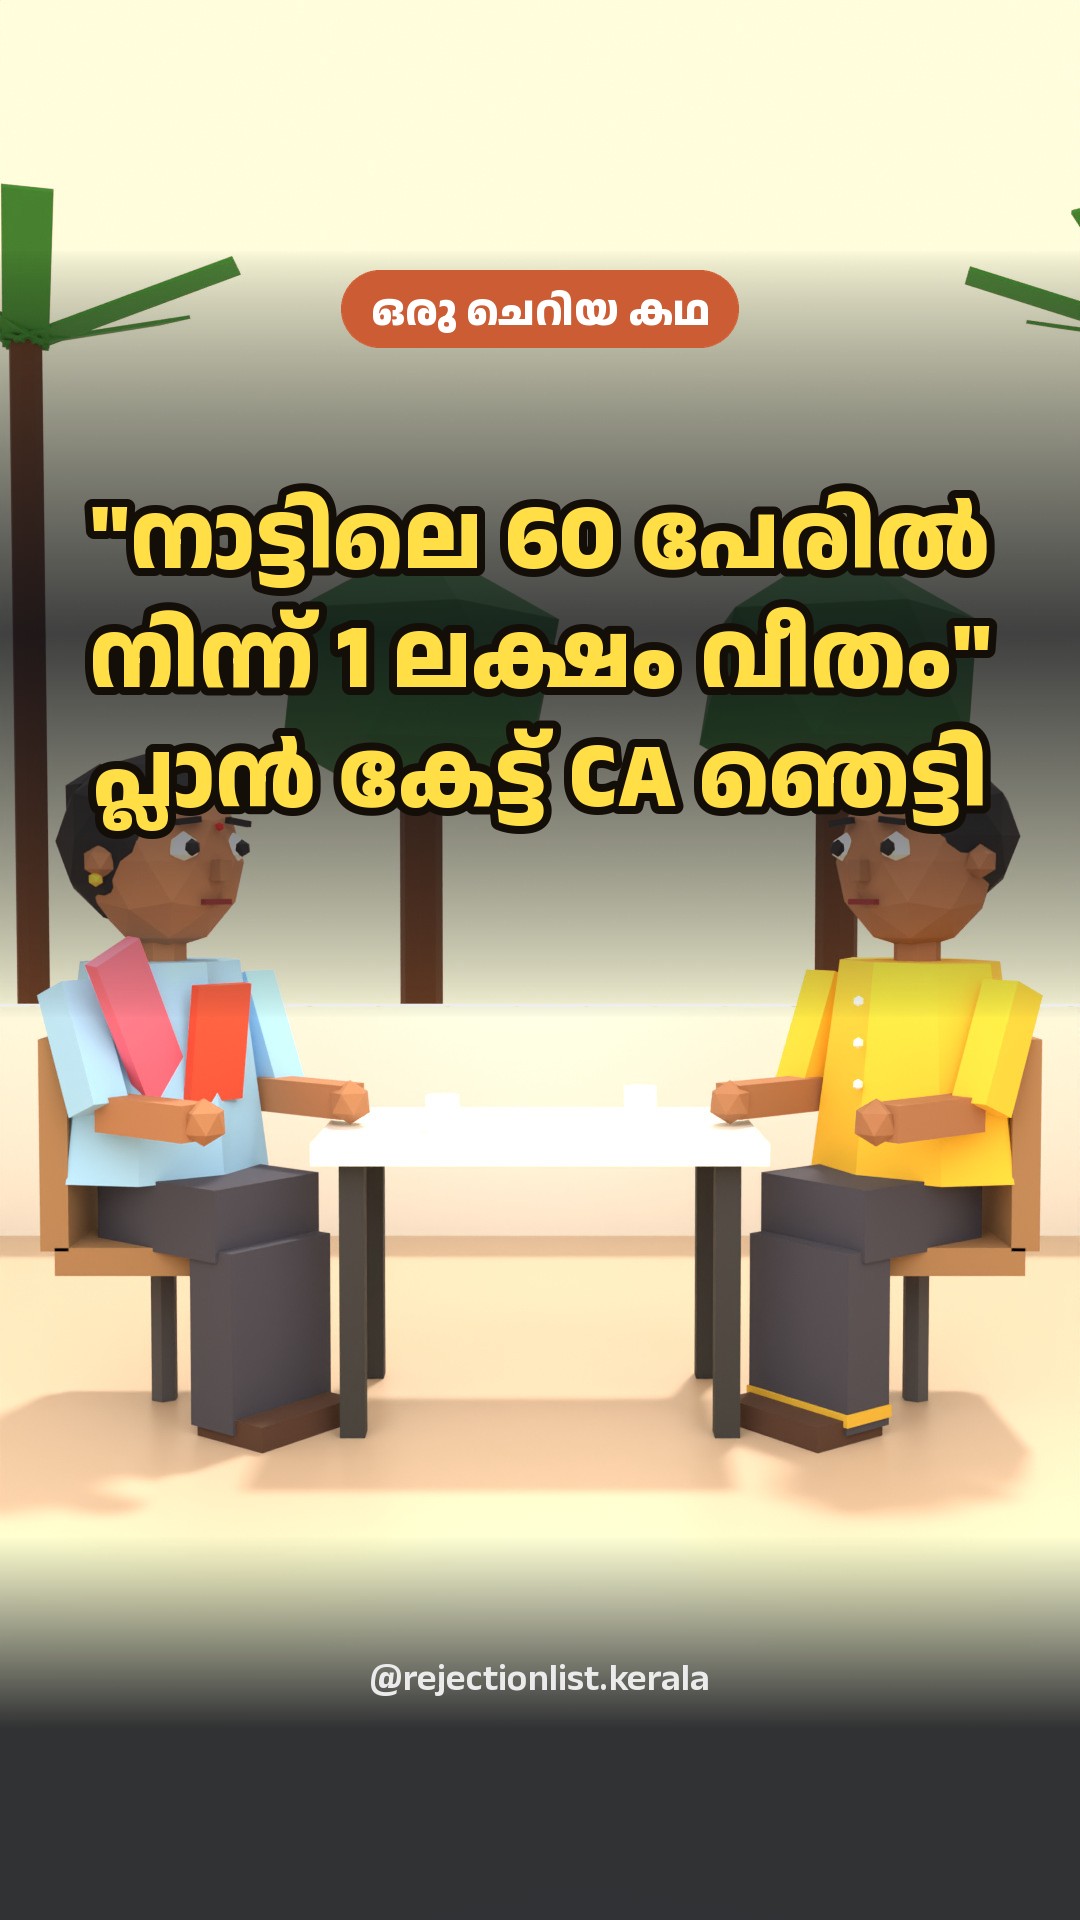 ഒരു ചെറിയ കഥ
"നാട്ടിലെ 60 പേരിൽ
നിന്ന് 1 ലക്ഷം വീതം"
പ്ലാൻ കേട്ട് CA ഞെട്ടി
@rejectionlist.kerala